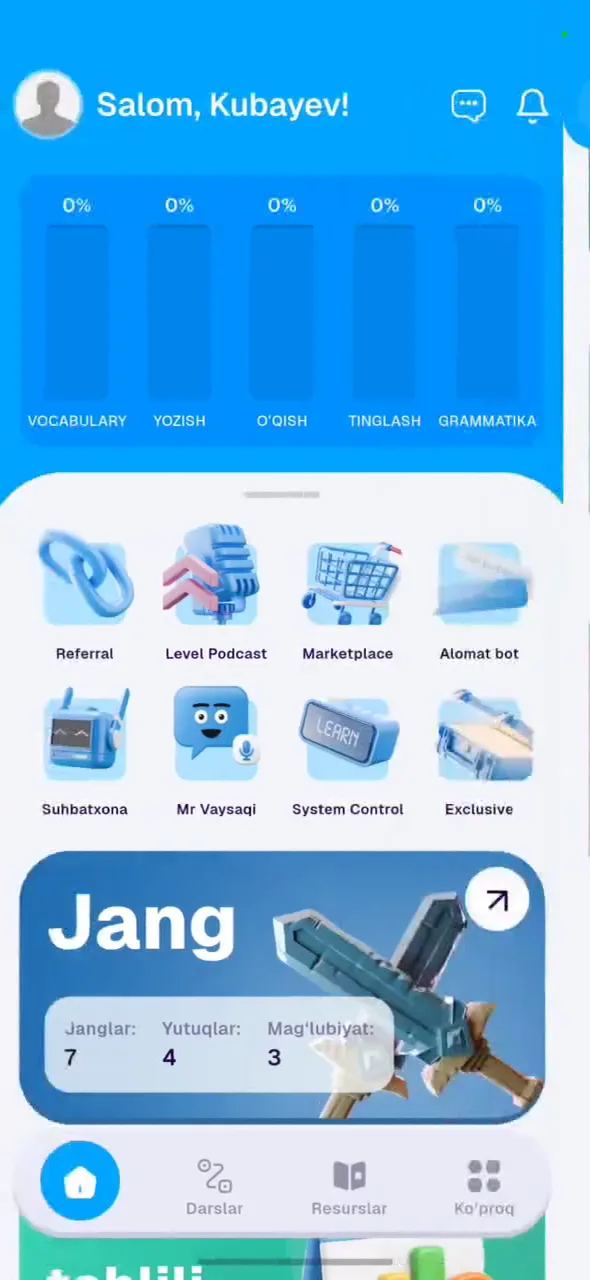 Salom, Kubayev!
0% 0% 0% 0% 0%
VOCABULARY YOZISH O'QISH TINGLASH GRAMMATIKA
Referral Level Podcast Marketplace Alomat bot
LEARN
Suhbatxona Mr Vaysaqi System Control Exclusive
Jang
Janglar: Yutuqlar: Mag‘lubiyat:
7 4 3
Darslar Resurslar Ko'proq